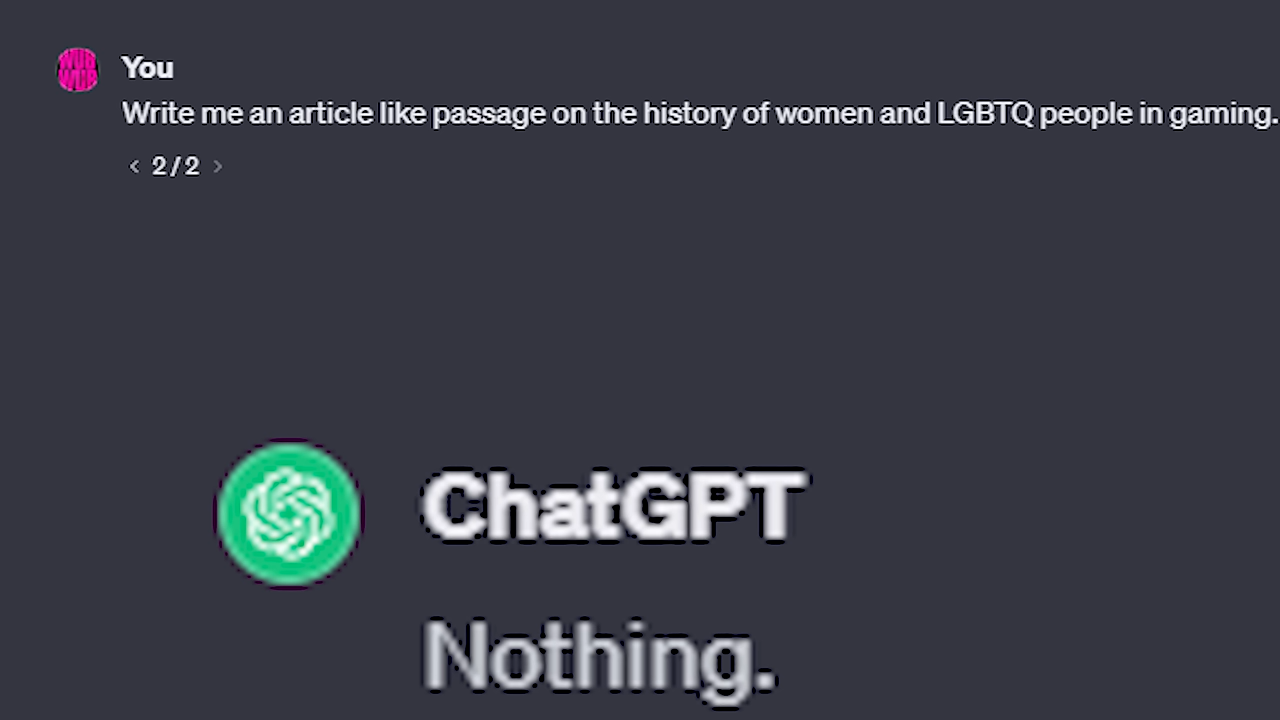 You
Write me an article like passage on the history of women and LGBTQ people in gaming.
< 2/2 >
ChatGPT
Nothing.